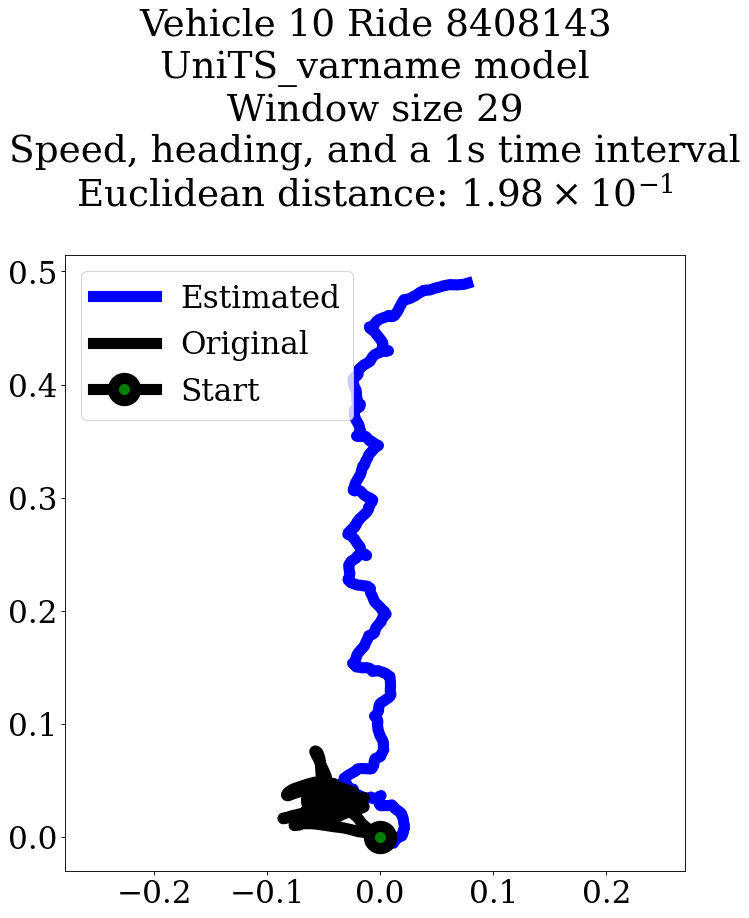 Vehicle 10 Ride 8408143
UniTS_varname model
Window size 29
Speed, heading, and a 1s time interval
Euclidean distance: 1.98 × 10⁻¹
0.5
Estimated
Original
Start
0.4
0.3
0.2
0.1
0.0
−0.2
−0.1
0.0
0.1
0.2